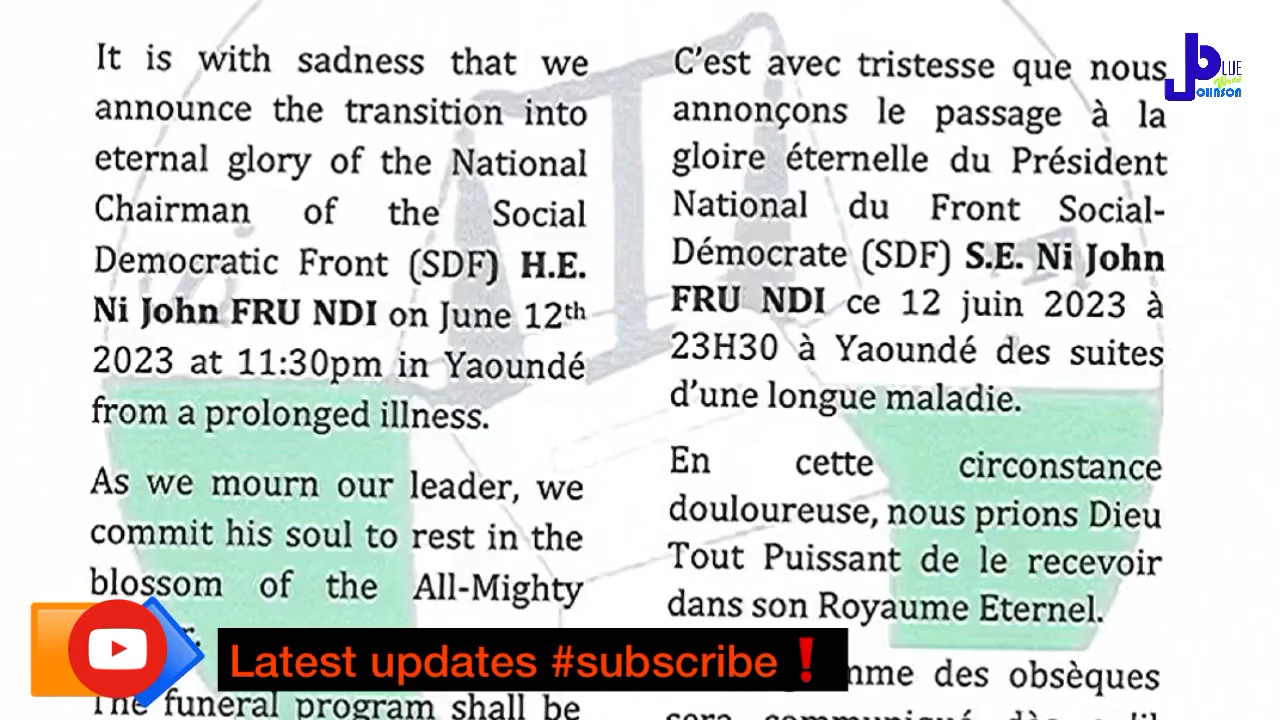 It is with sadness that we
announce the transition into
eternal glory of the National
Chairman of the Social
Democratic Front (SDF) H.E.
Ni John FRU NDI on June 12th
2023 at 11:30pm in Yaoundé
from a prolonged illness.
As we mourn our leader, we
commit his soul to rest in the
blossom of the All-Mighty
The funeral program shall be
C'est avec tristesse que nous
annonçons le passage à la
gloire éternelle du Président
National du Front Social-
Démocrate (SDF) S.E. Ni John
FRU NDI ce 12 juin 2023 à
23H30 à Yaoundé des suites
d'une longue maladie.
En cette circonstance
douloureuse, nous prions Dieu
Tout Puissant de le recevoir
dans son Royaume Eternel.
des obsèques
Latest updates #subscribe❗
BLUE
JOHNSON